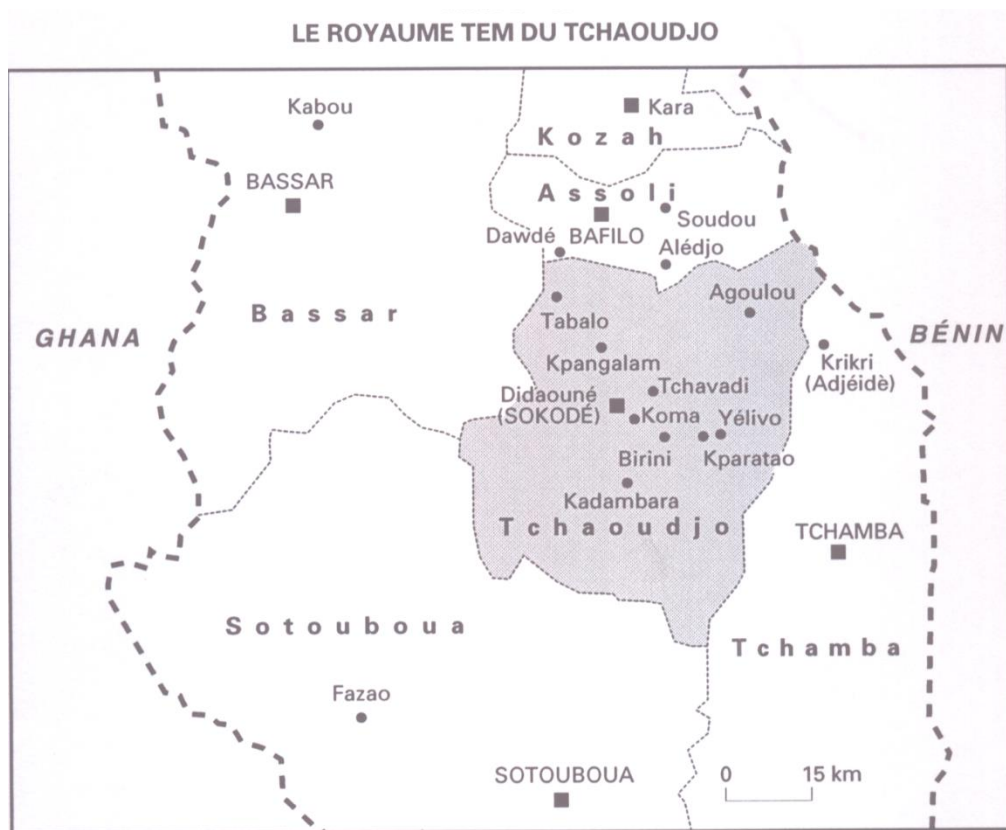 LE ROYAUME TEM DU TCHAOUDJO
Kabou
Kara
Kozah
BASSAR
Assoli
Soudou
Dawdé
BAFILO
Alédjo
Agoulou
Bassar
Tabalo
GHANA
BÉNIN
Kpangalam
Krikri
(Adjéidè)
Tchavadi
Didaouné
(SOKODÉ)
Koma
Yélivo
Birini
Kparatao
Kadambara
Tchaoudjo
TCHAMBA
Sotouboua
Tchamba
Fazao
SOTOUBOUA
0 15 km